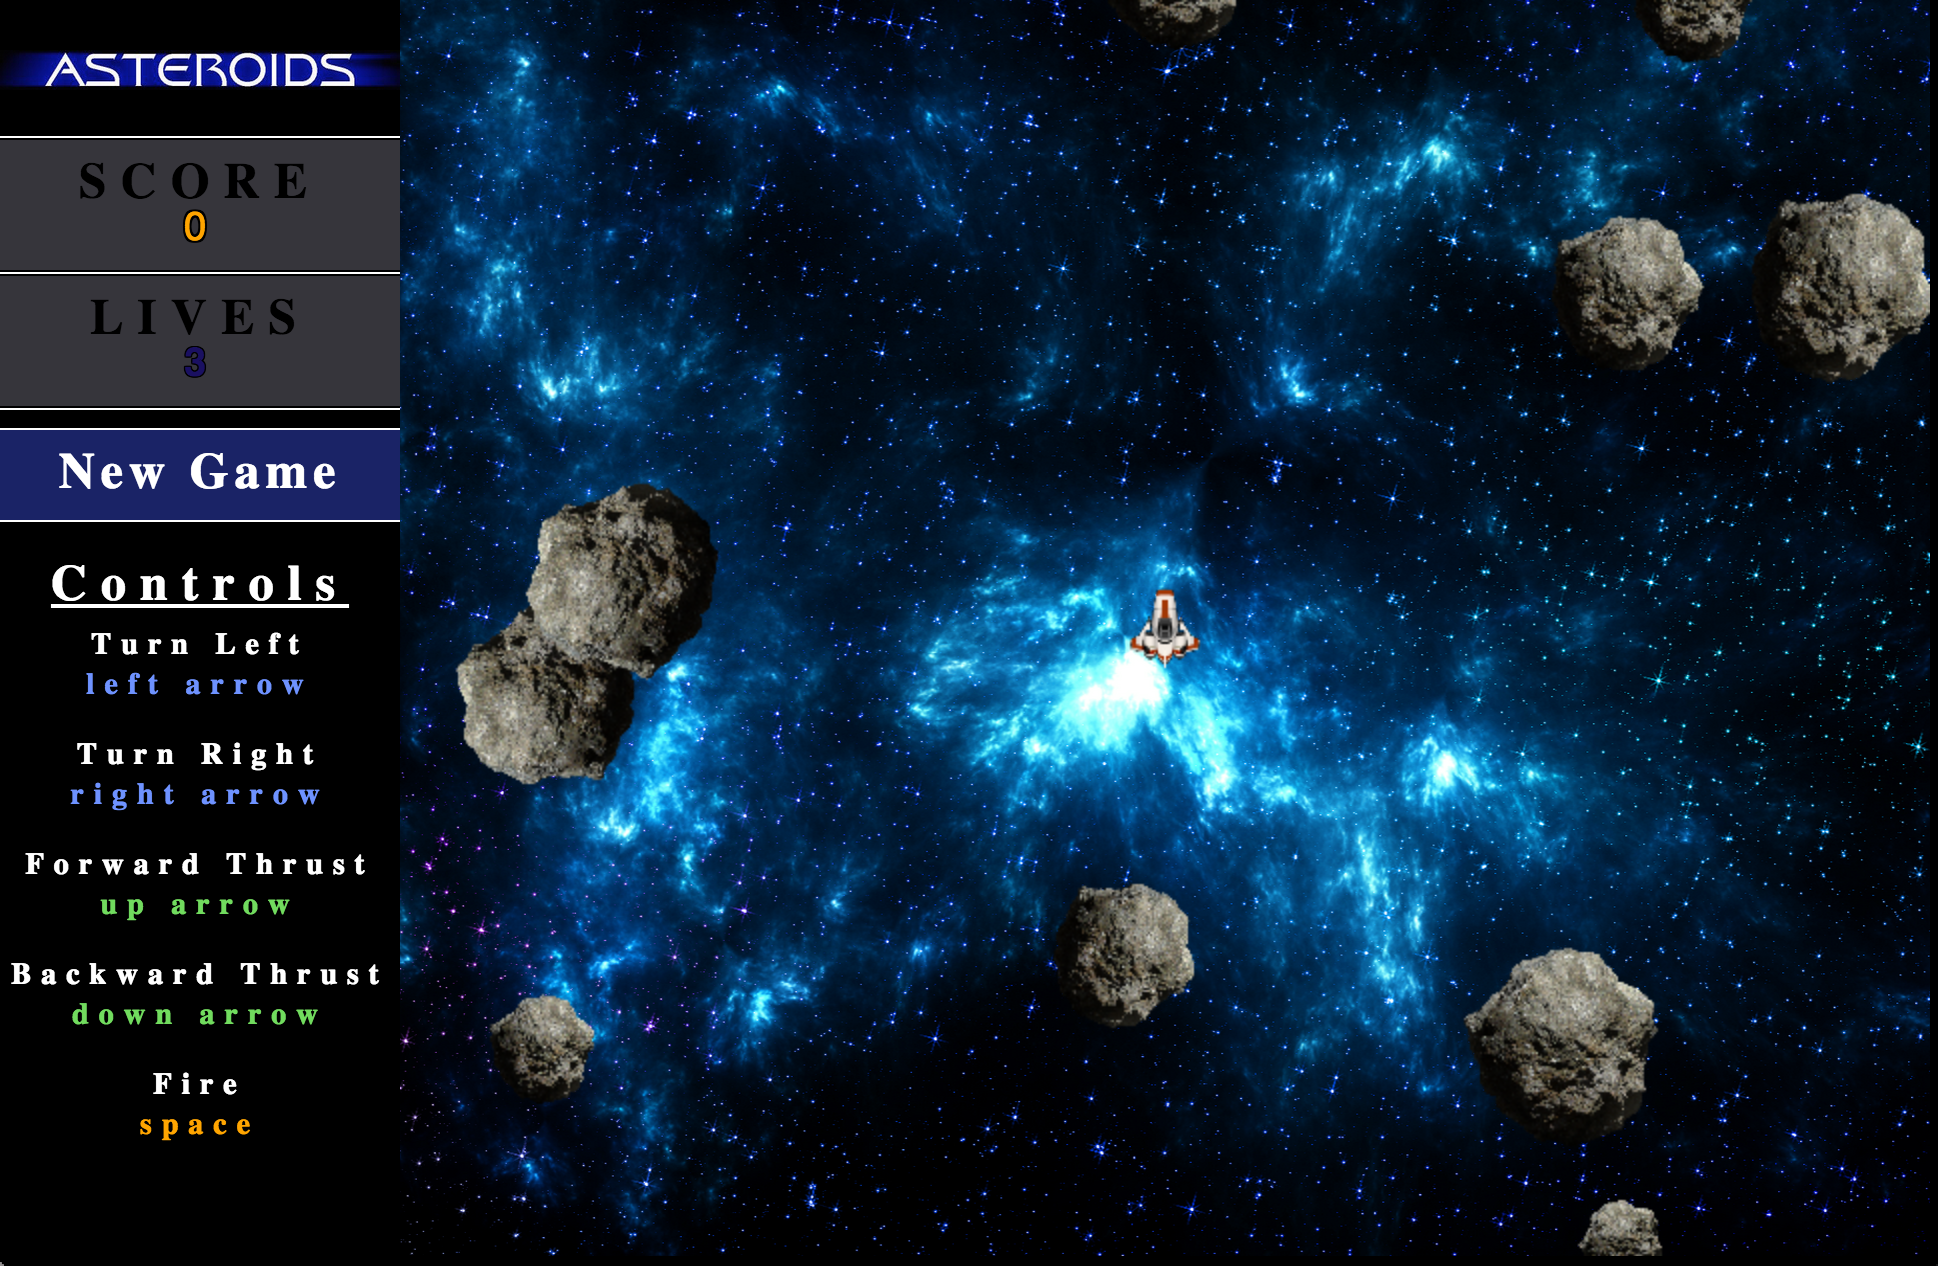 ASTEROIDS
SCORE
0
LIVES
3
New Game
Controls
Turn Left
left arrow
Turn Right
right arrow
Forward Thrust
up arrow
Backward Thrust
down arrow
Fire
space